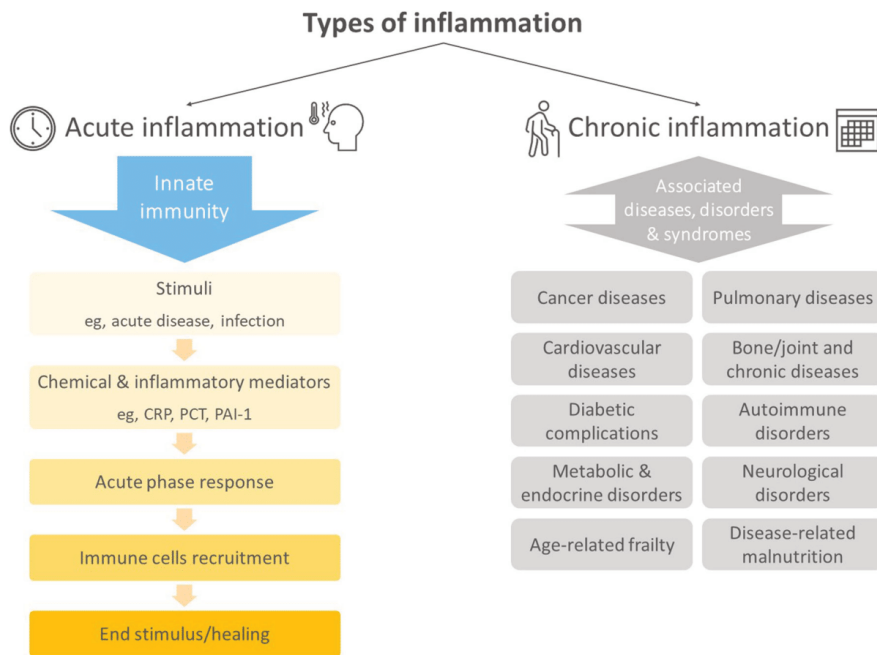 Types of inflammation
Acute inflammation
Innate
immunity
Stimuli
eg, acute disease, infection
Chemical & inflammatory mediators
eg, CRP, PCT, PAI-1
Acute phase response
Immune cells recruitment
End stimulus/healing
Chronic inflammation
Associated
diseases, disorders
& syndromes
Cancer diseases
Pulmonary diseases
Cardiovascular
diseases
Bone/joint and
chronic diseases
Diabetic
complications
Autoimmune
disorders
Metabolic &
endocrine disorders
Neurological
disorders
Age-related frailty
Disease-related
malnutrition